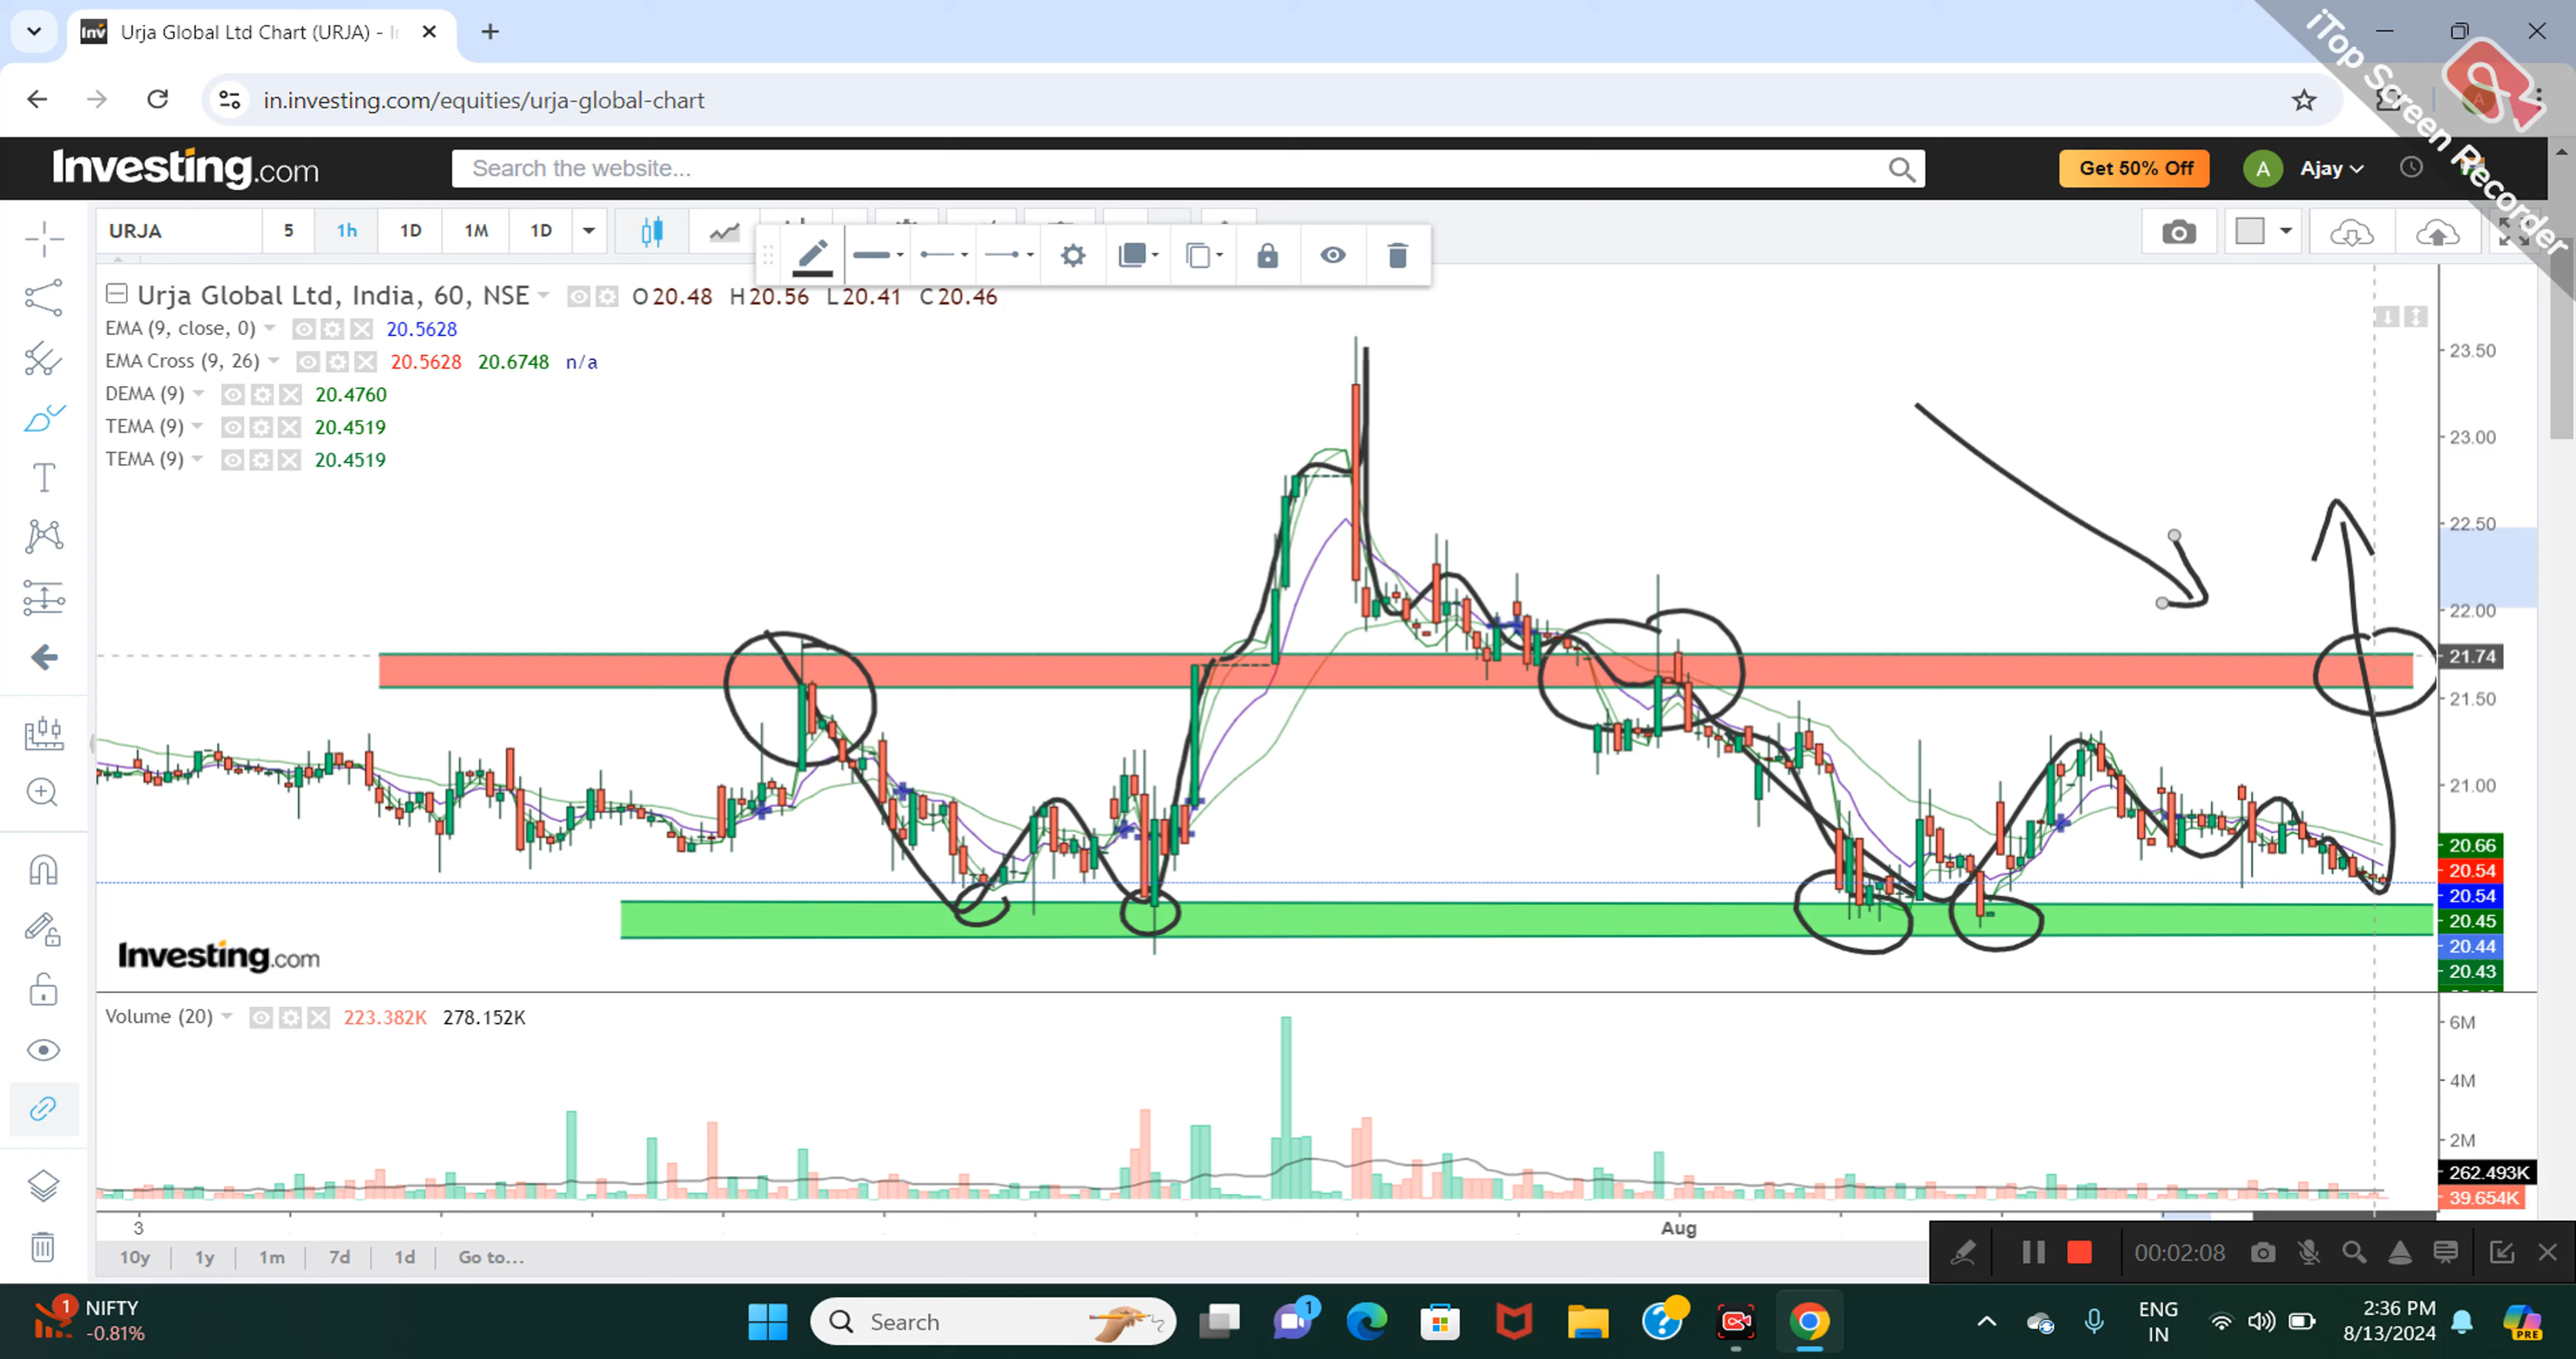 Urja Global Ltd Chart (URJA) - In
in.investing.com/equities/urja-global-chart
iTop Screen Recorder
Investing.com
Search the website...
Get 50% Off
A
Ajay
URJA
5
1h
1D
1M
1D
Urja Global Ltd, India, 60, NSE
O 20.48 H 20.56 L 20.41 C 20.46
EMA (9, close, 0) 20.5628
EMA Cross (9, 26) 20.5628 20.6748 n/a
DEMA (9) 20.4760
TEMA (9) 20.4519
TEMA (9) 20.4519
23.50
23.00
22.50
22.00
21.74
21.50
21.00
20.66
20.54
20.54
20.45
20.44
20.43
Investing.com
Volume (20) 223.382K 278.152K
6M
4M
2M
262.493K
39.654K
3
Aug
10y
1y
1m
7d
1d
Go to...
00:02:08
1
NIFTY
-0.81%
Search
1
ENG
IN
2:36 PM
8/13/2024
PRE